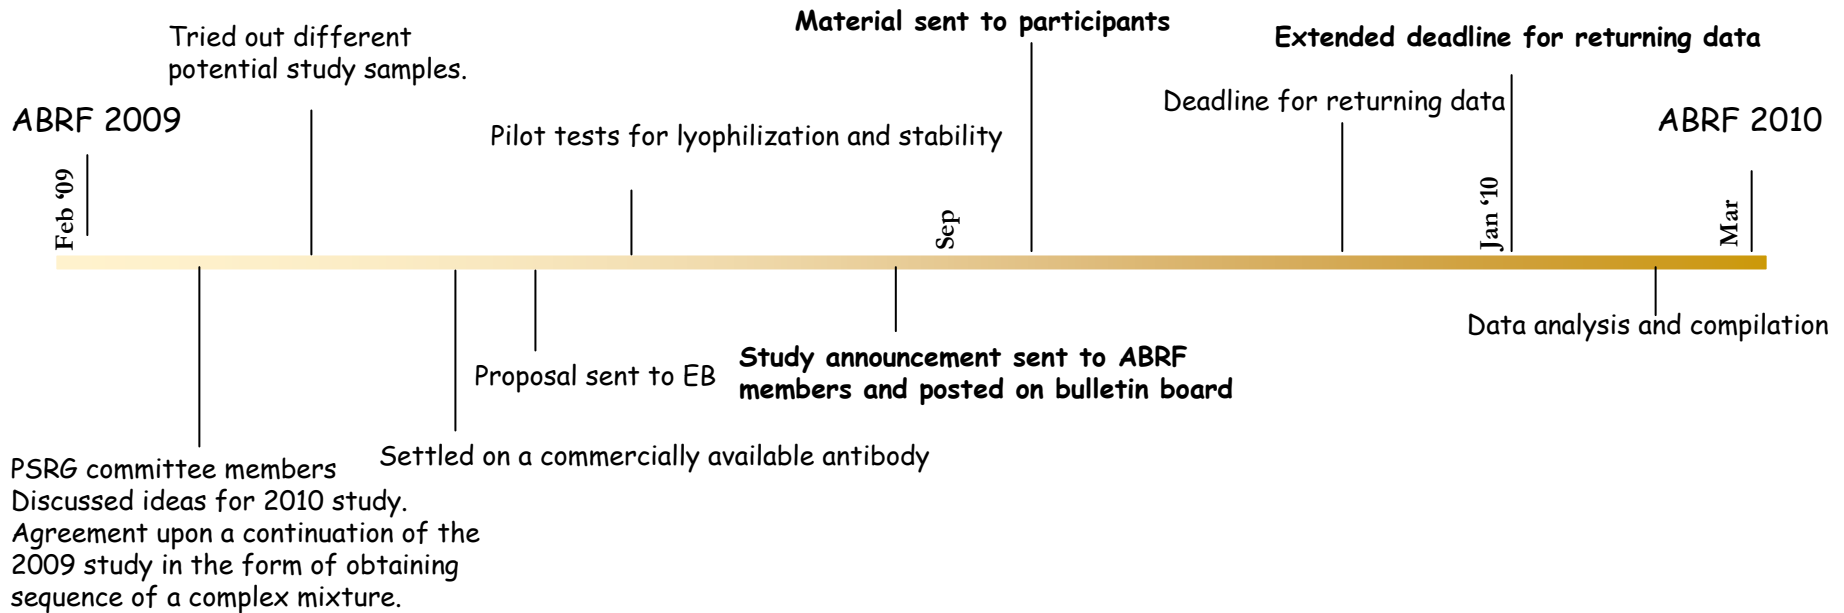 Material sent to participants
Tried out different
potential study samples.
Extended deadline for returning data
Deadline for returning data
ABRF 2009
Pilot tests for lyophilization and stability
ABRF 2010
Feb ‘09
Sep
Jan ‘10
Mar
Data analysis and compilation
Study announcement sent to ABRF
members and posted on bulletin board
Proposal sent to EB
Settled on a commercially available antibody
PSRG committee members
Discussed ideas for 2010 study.
Agreement upon a continuation of the
2009 study in the form of obtaining
sequence of a complex mixture.